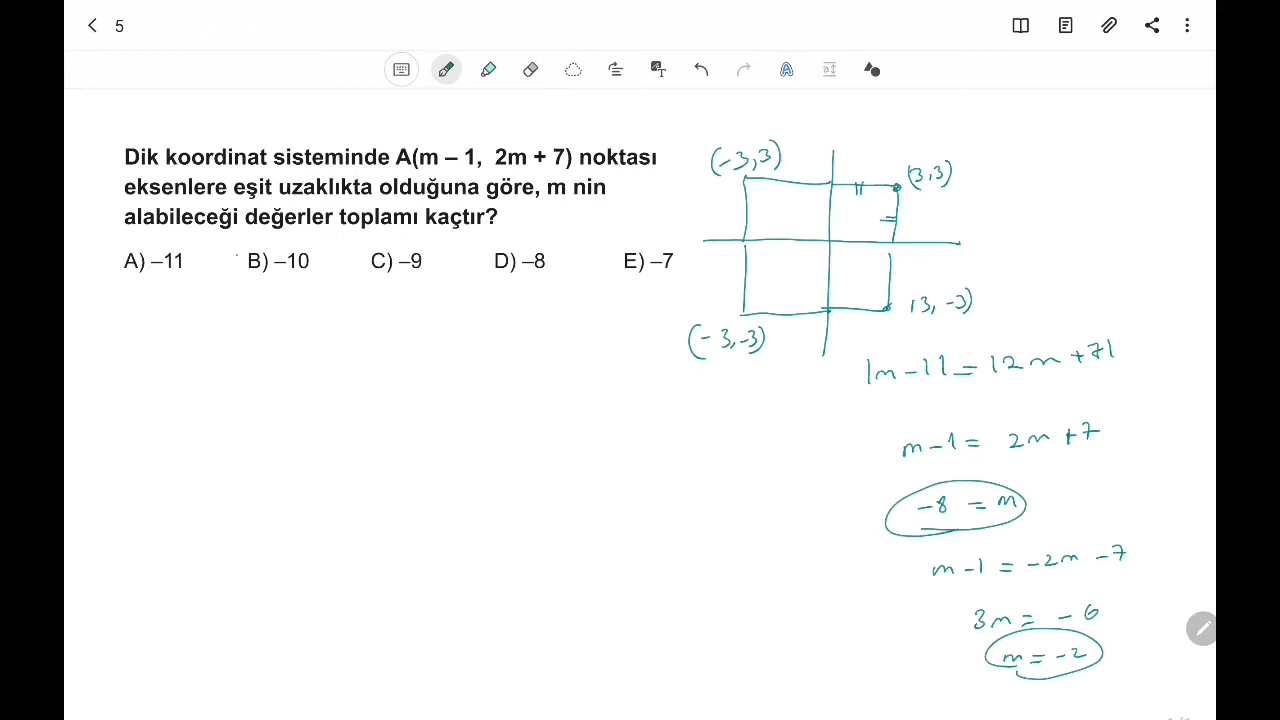 5
Dik koordinat sisteminde A(m – 1, 2m + 7) noktası
eksenlere eşit uzaklıkta olduğuna göre, m nin
alabileceği değerler toplamı kaçtır?
A) –11 B) –10 C) –9 D) –8 E) –7
(-3,3)
(3,3)
(3,-3)
(-3,-3)
|m-1|=|2m+7|
m-1= 2m+7
-8 = m
m-1=-2m-7
3m= -6
m=-2